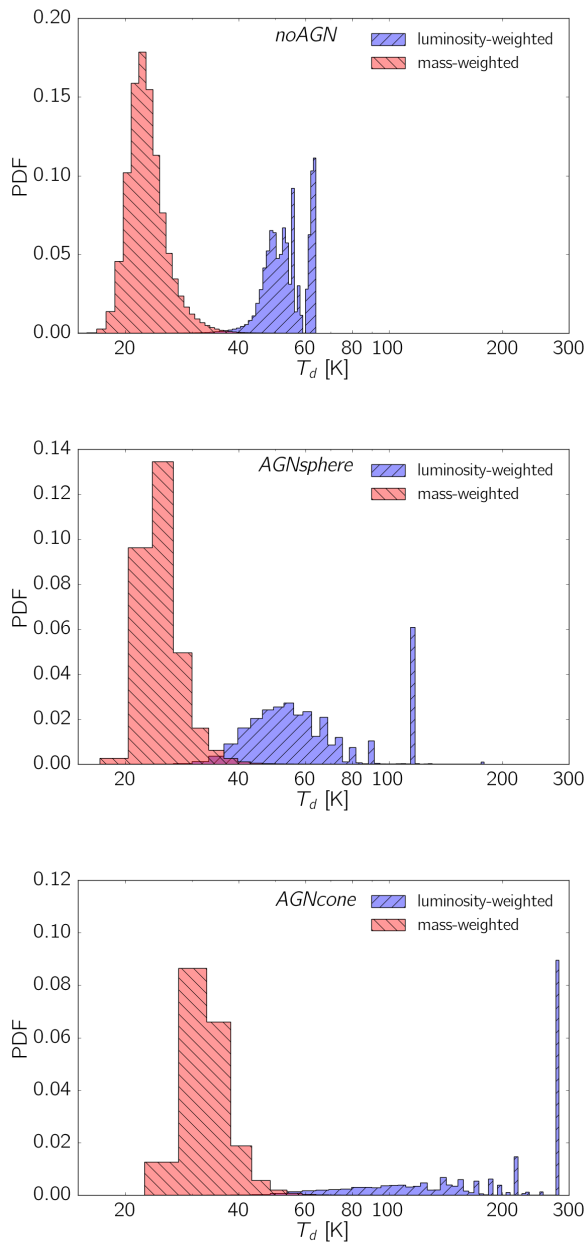 0.20
noAGN
luminosity-weighted
mass-weighted
0.15
0.10
PDF
0.05
0.00
20 40 60 80 100 200 300
T_d [K]
0.14
AGNsphere
luminosity-weighted
mass-weighted
0.12
0.10
0.08
PDF
0.06
0.04
0.02
0.00
20 40 60 80 100 200 300
T_d [K]
0.12
AGNcone
luminosity-weighted
mass-weighted
0.10
0.08
0.06
PDF
0.04
0.02
0.00
20 40 60 80 100 200 300
T_d [K]